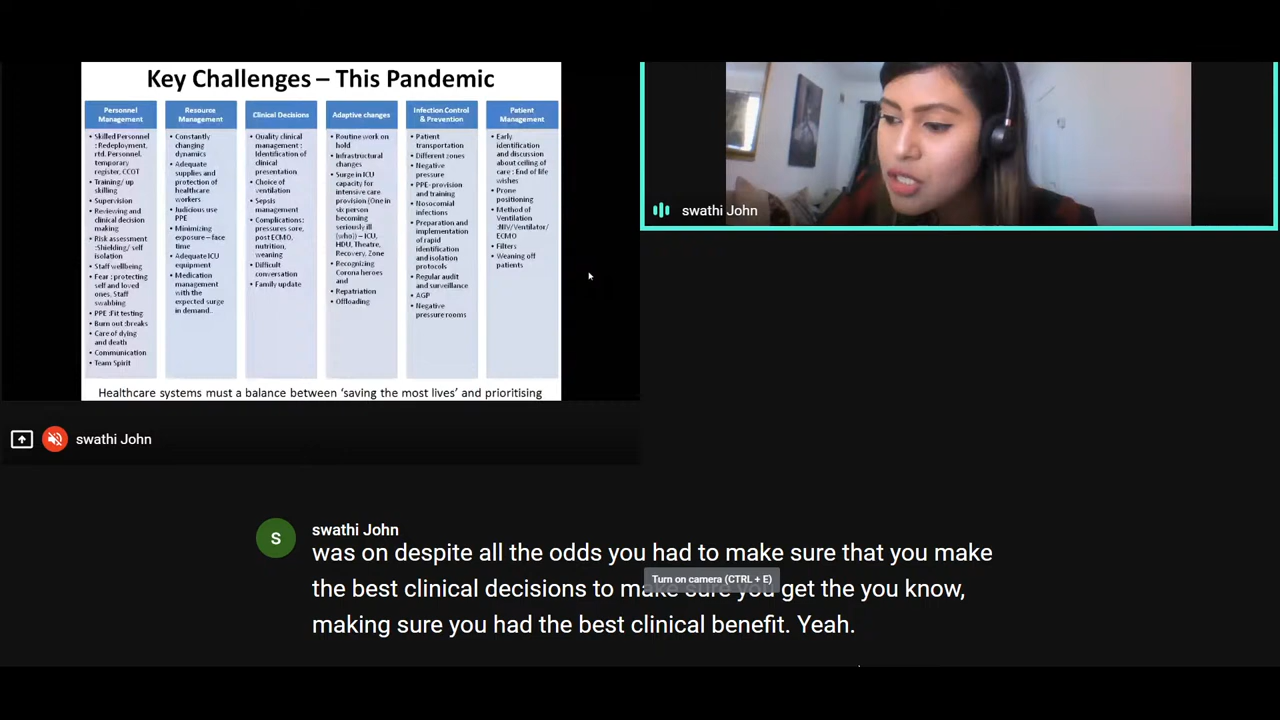 Key Challenges – This Pandemic
Personnel
Management
• Skilled Personnel
: Redeployment,
rtd. Personnel,
temporary
register, CCOT
• Training/ up
skilling
• Supervision
• Reviewing and
clinical decision
making
• Risk assessment
:Shielding/ self
isolation
• Staff wellbeing
• Fear : protecting
self and loved
ones, Staff
swabbing
• PPE :Fit testing
• Burn out :breaks
• Care of dying
and death
• Communication
• Team Spirit
Resource
Management
• Constantly
changing
dynamics
• Adequate
supplies and
protection of
healthcare
workers
• Judicious use
PPE
• Minimizing
exposure – face
time
• Adequate ICU
equipment
• Medication
management
with the
expected surge
in demand..
Clinical Decisions
• Quality clinical
management :
Identification of
clinical
presentation
• Choice of
ventilation
• Sepsis
management
• Complications :
pressures sore,
post ECMO,
nutrition,
weaning
• Difficult
conversation
• Family update
Adaptive changes
• Routine work on
hold
• Infrastructural
changes
• Surge in ICU
capacity for
intensive care
provision (One in
six person
becoming
seriously ill
(who)) – ICU,
HDU, Theatre,
Recovery, Zone
• Recognizing
Corona heroes
and
• Repatriation
• Offloading
Infection Control
& Prevention
• Patient
transportation
• Different zones
• Negative
pressure
• PPE- provision
and training
• Nosocomial
infections
• Preparation and
implementation
of rapid
identification
and isolation
protocols
• Regular audit
and surveillance
• AGP
• Negative
pressure rooms
Patient
Management
• Early
identification
and discussion
about ceiling of
care : End of life
wishes
• Prone
positioning
• Method of
Ventilation
:NIV/Ventilator/
ECMO
• Filters
• Weaning off
patients
Healthcare systems must a balance between ‘saving the most lives’ and prioritising
swathi John
swathi John
S
swathi John
was on despite all the odds you had to make sure that you make
the best clinical decisions to make sure you get the you know,
making sure you had the best clinical benefit. Yeah.
Turn on camera (CTRL + E)